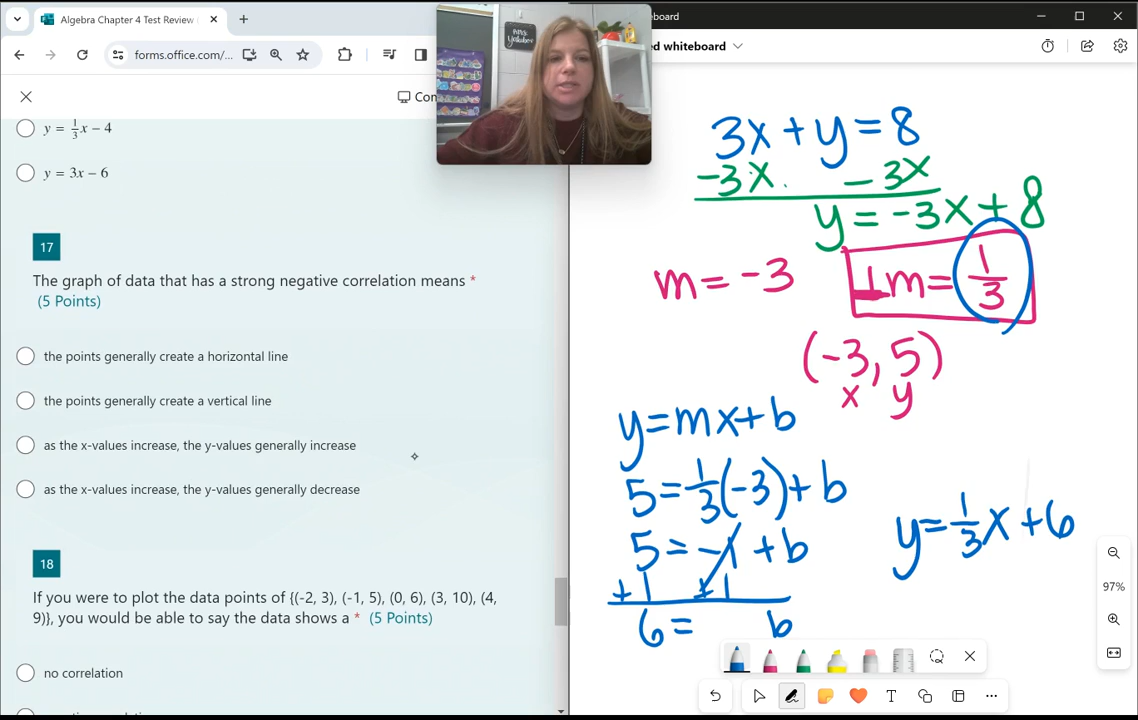 Algebra Chapter 4 Test Review
forms.office.com/...
Con
y = 1/3 x − 4
y = 3x − 6
17
The graph of data that has a strong negative correlation means *
(5 Points)
the points generally create a horizontal line
the points generally create a vertical line
as the x-values increase, the y-values generally increase
as the x-values increase, the y-values generally decrease
18
If you were to plot the data points of {(-2, 3), (-1, 5), (0, 6), (3, 10), (4,
9)}, you would be able to say the data shows a * (5 Points)
no correlation
eboard
ed whiteboard
3x + y = 8
-3x - 3x
y = -3x + 8
m = -3 ⊥m = 1/3
(-3, 5)
x y
y = mx + b
5 = 1/3(-3) + b
5 = -1 + b
+1 +1
6 = b
y = 1/3 x + 6
97%
T